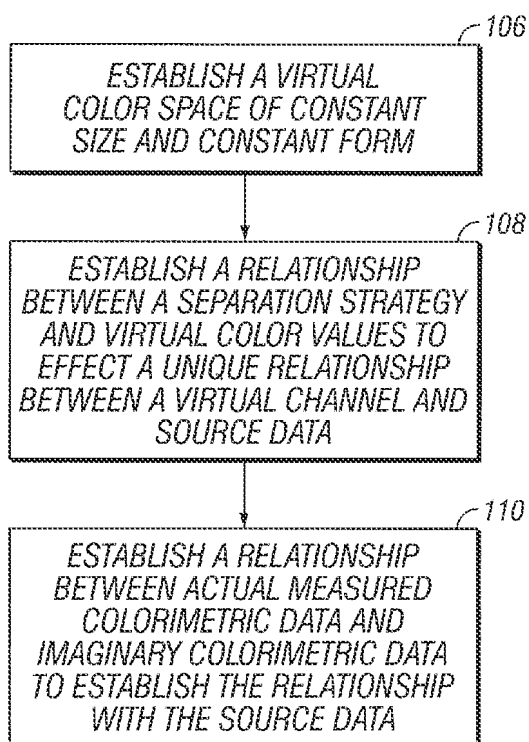 106
ESTABLISH A VIRTUAL
COLOR SPACE OF CONSTANT
SIZE AND CONSTANT FORM
108
ESTABLISH A RELATIONSHIP
BETWEEN A SEPARATION STRATEGY
AND VIRTUAL COLOR VALUES TO
EFFECT A UNIQUE RELATIONSHIP
BETWEEN A VIRTUAL CHANNEL AND
SOURCE DATA
110
ESTABLISH A RELATIONSHIP
BETWEEN ACTUAL MEASURED
COLORIMETRIC DATA AND
IMAGINARY COLORIMETRIC DATA
TO ESTABLISH THE RELATIONSHIP
WITH THE SOURCE DATA